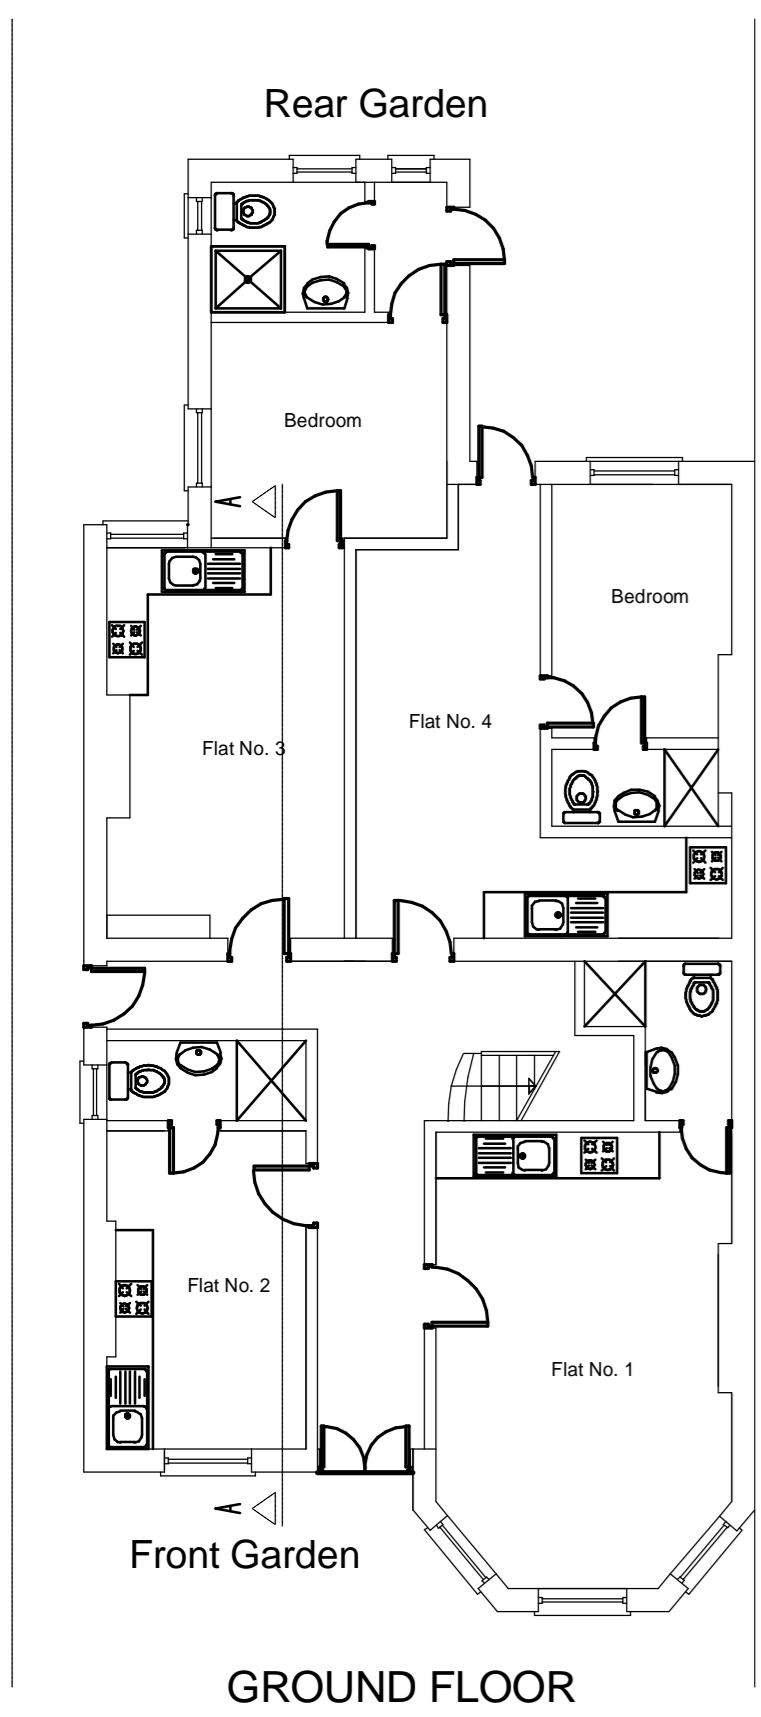 Rear Garden
Bedroom
A
Bedroom
Flat No. 4
Flat No. 3
Flat No. 2
Flat No. 1
A
Front Garden
GROUND FLOOR